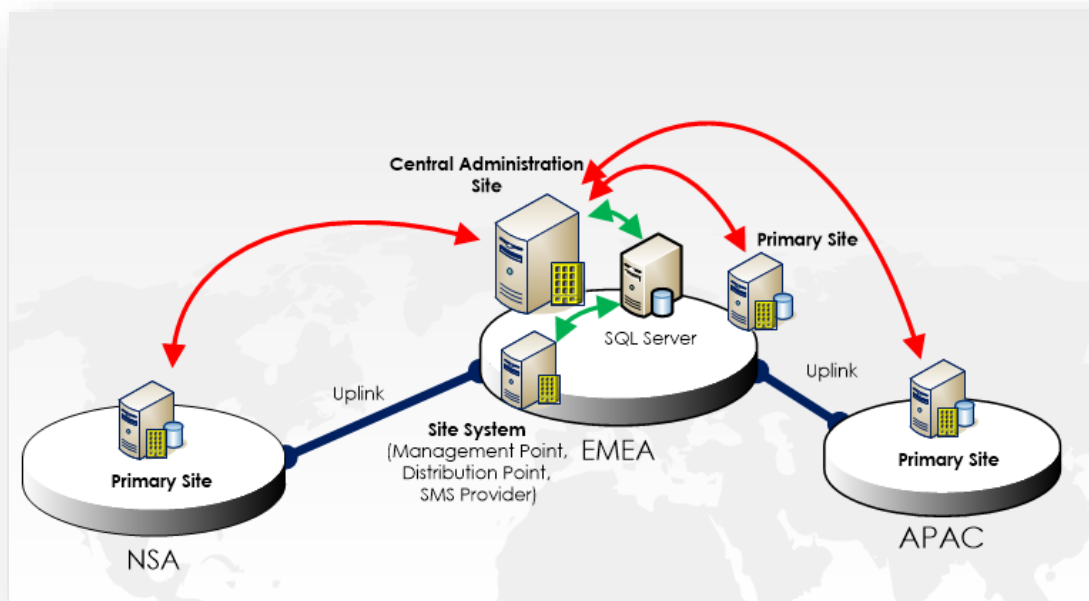 Central Administration
Site
Primary Site
SQL Server
Uplink
Uplink
Site System
(Management Point,
Distribution Point,
SMS Provider)
EMEA
Primary Site
NSA
Primary Site
APAC